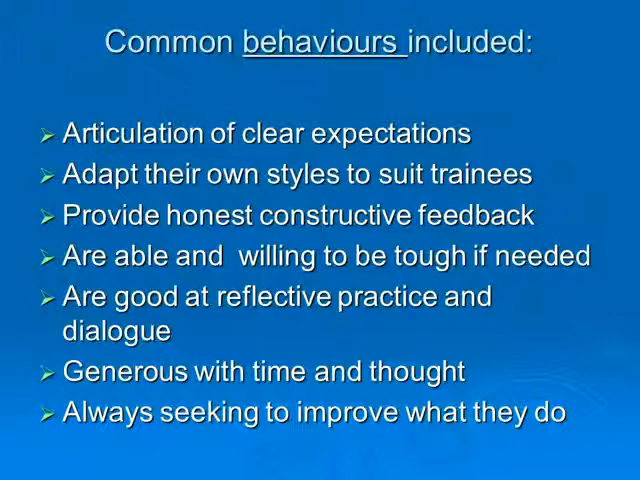 Common behaviours included:
Articulation of clear expectations
Adapt their own styles to suit trainees
Provide honest constructive feedback
Are able and  willing to be tough if needed
Are good at reflective practice and
dialogue
Generous with time and thought
Always seeking to improve what they do